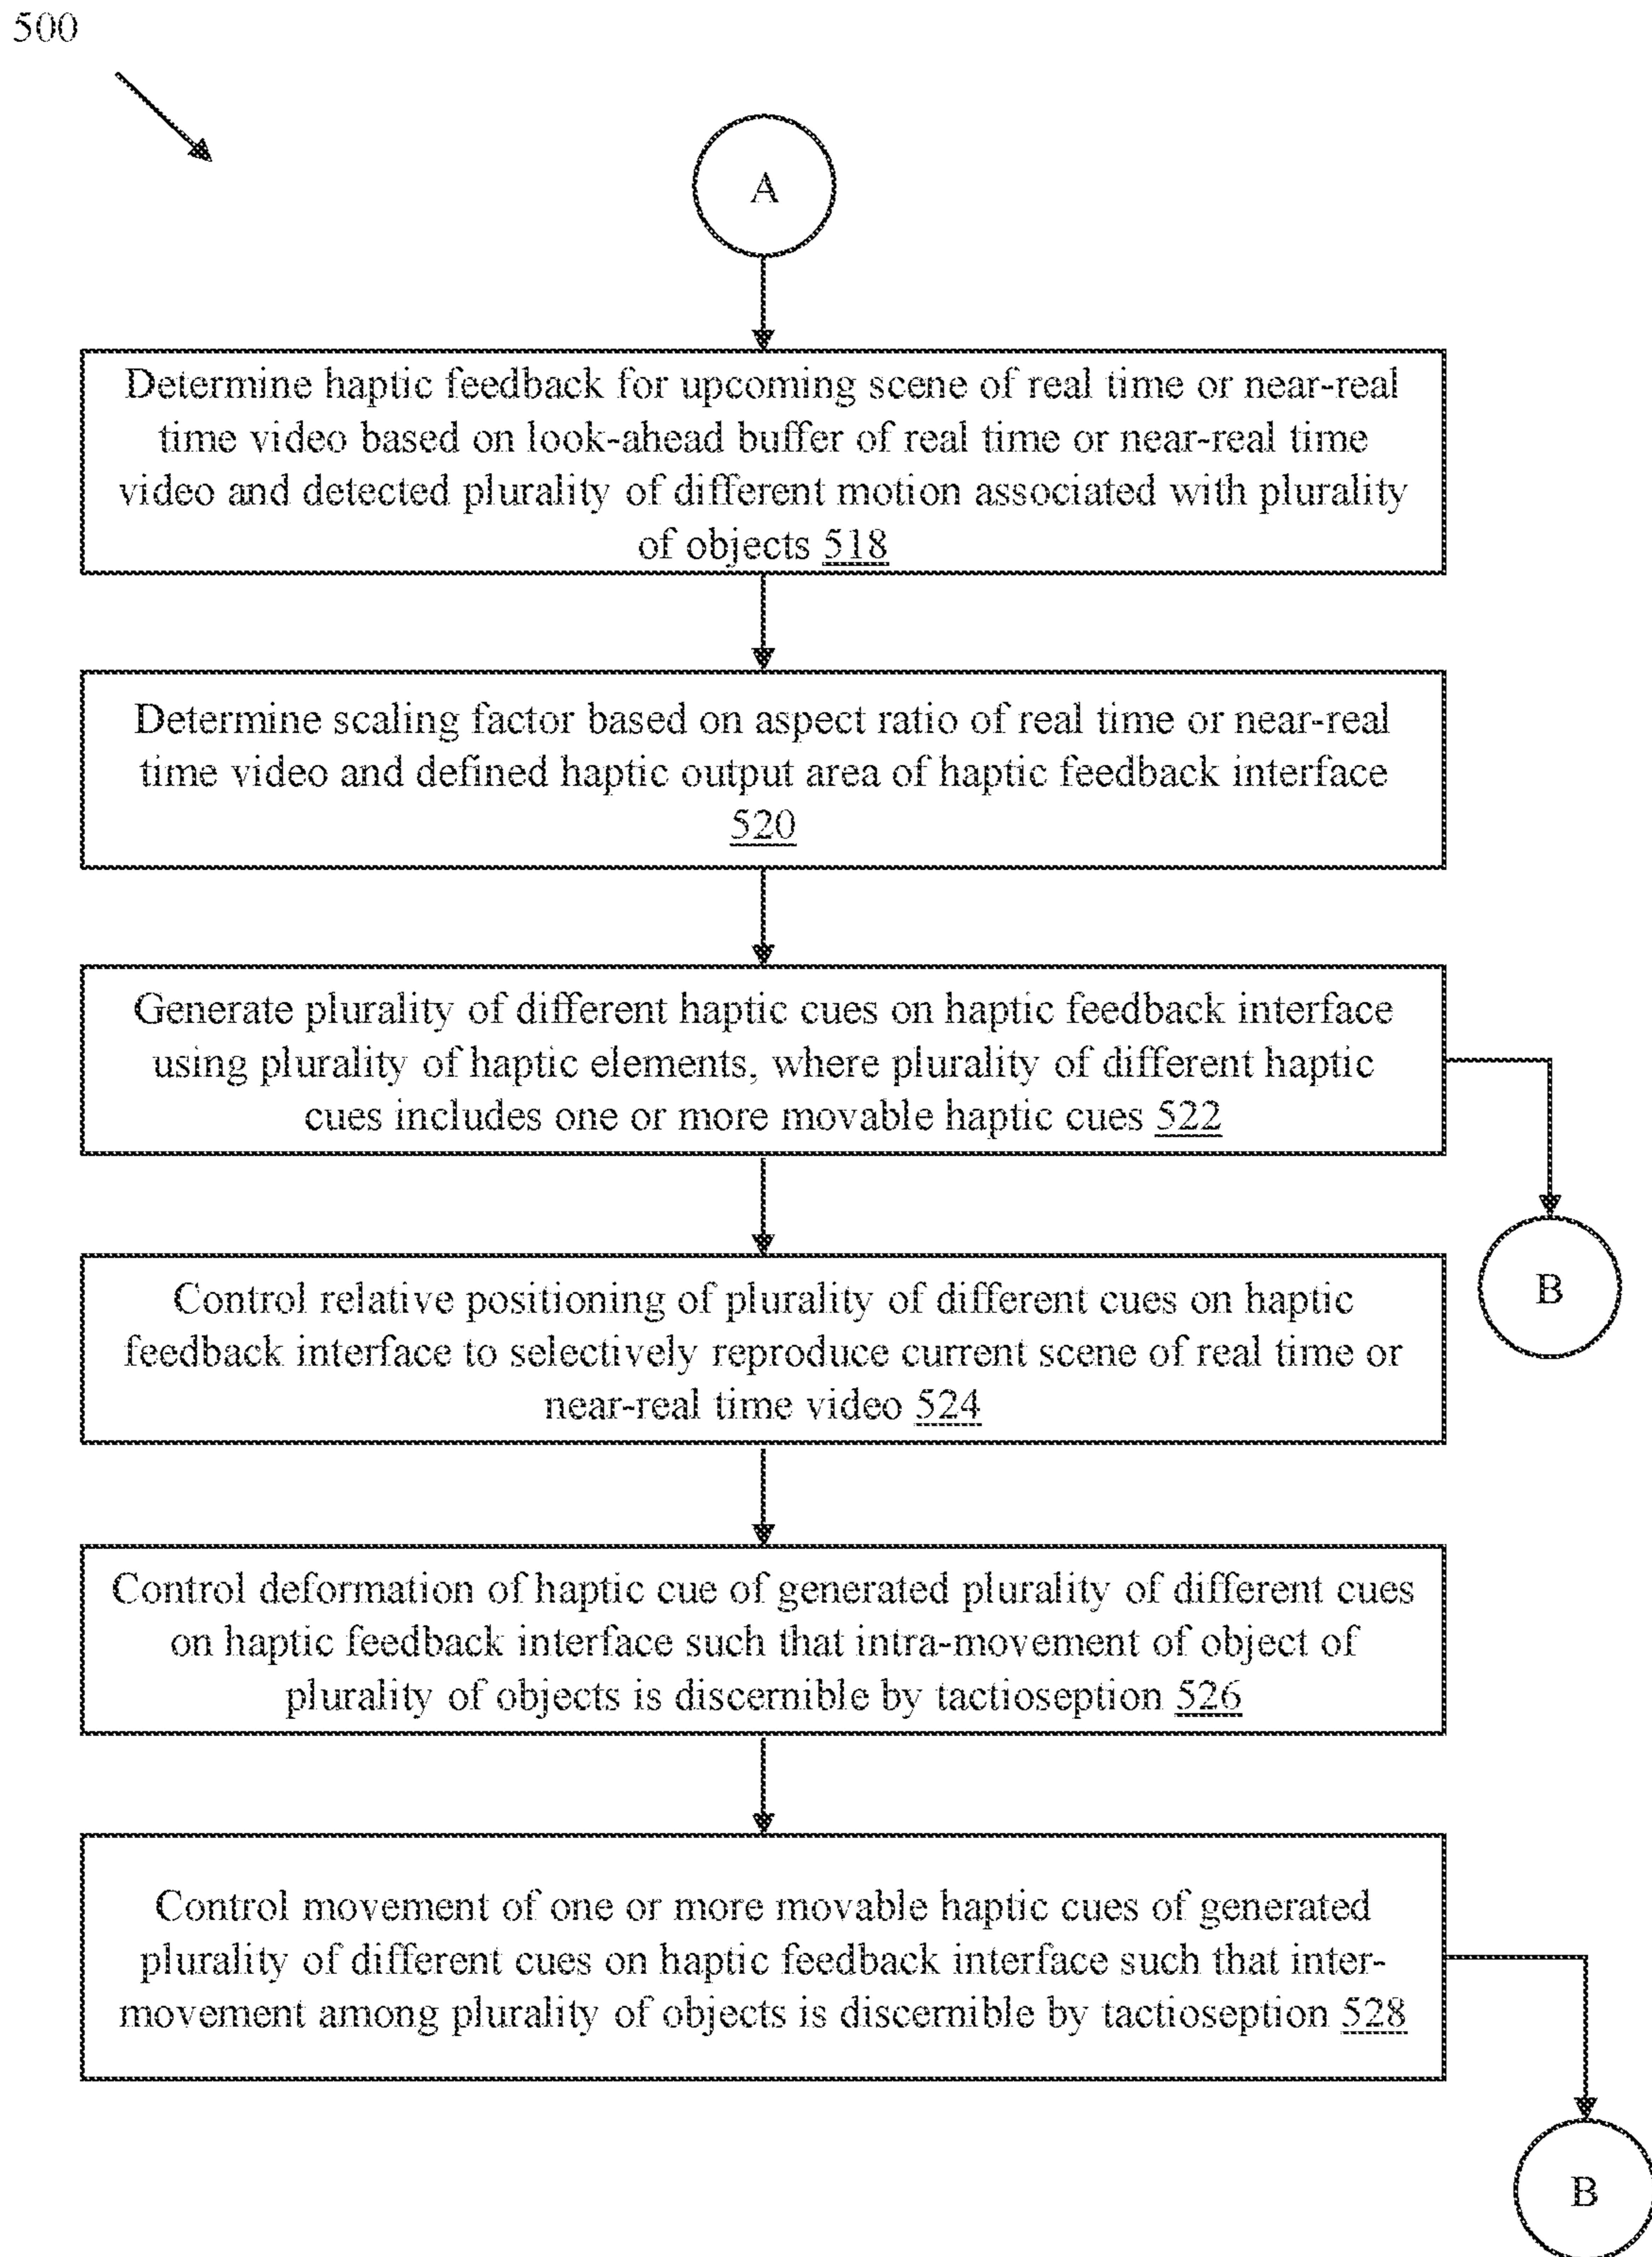 500
A
Determine haptic feedback for upcoming scene of real time or near-real
time video based on look-ahead buffer of real time or near-real time
video and detected plurality of different motion associated with plurality
of objects 518
Determine scaling factor based on aspect ratio of real time or near-real
time video and defined haptic output area of haptic feedback interface
520
Generate plurality of different haptic cues on haptic feedback interface
using plurality of haptic elements, where plurality of different haptic
cues includes one or more movable haptic cues 522
B
Control relative positioning of plurality of different cues on haptic
feedback interface to selectively reproduce current scene of real time or
near-real time video 524
Control deformation of haptic cue of generated plurality of different cues
on haptic feedback interface such that intra-movement of object of
plurality of objects is discernible by tactioseption 526
Control movement of one or more movable haptic cues of generated
plurality of different cues on haptic feedback interface such that inter-
movement among plurality of objects is discernible by tactioseption 528
B